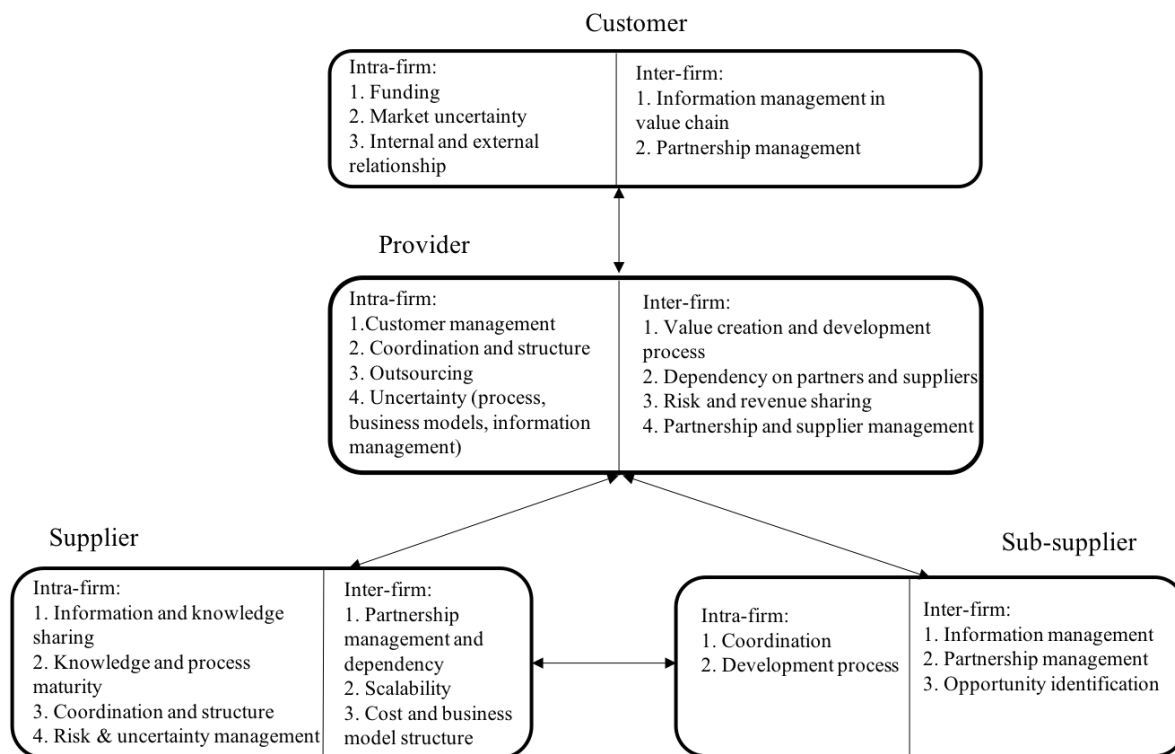 Customer
Intra-firm:
1. Funding
2. Market uncertainty
3. Internal and external
relationship
Inter-firm:
1. Information management in
value chain
2. Partnership management
Provider
Intra-firm:
1.Customer management
2. Coordination and structure
3. Outsourcing
4. Uncertainty (process,
business models, information
management)
Inter-firm:
1. Value creation and development
process
2. Dependency on partners and suppliers
3. Risk and revenue sharing
4. Partnership and supplier management
Supplier
Intra-firm:
1. Information and knowledge
sharing
2. Knowledge and process
maturity
3. Coordination and structure
4. Risk & uncertainty management
Inter-firm:
1. Partnership
management and
dependency
2. Scalability
3. Cost and business
model structure
Sub-supplier
Intra-firm:
1. Coordination
2. Development process
Inter-firm:
1. Information management
2. Partnership management
3. Opportunity identification